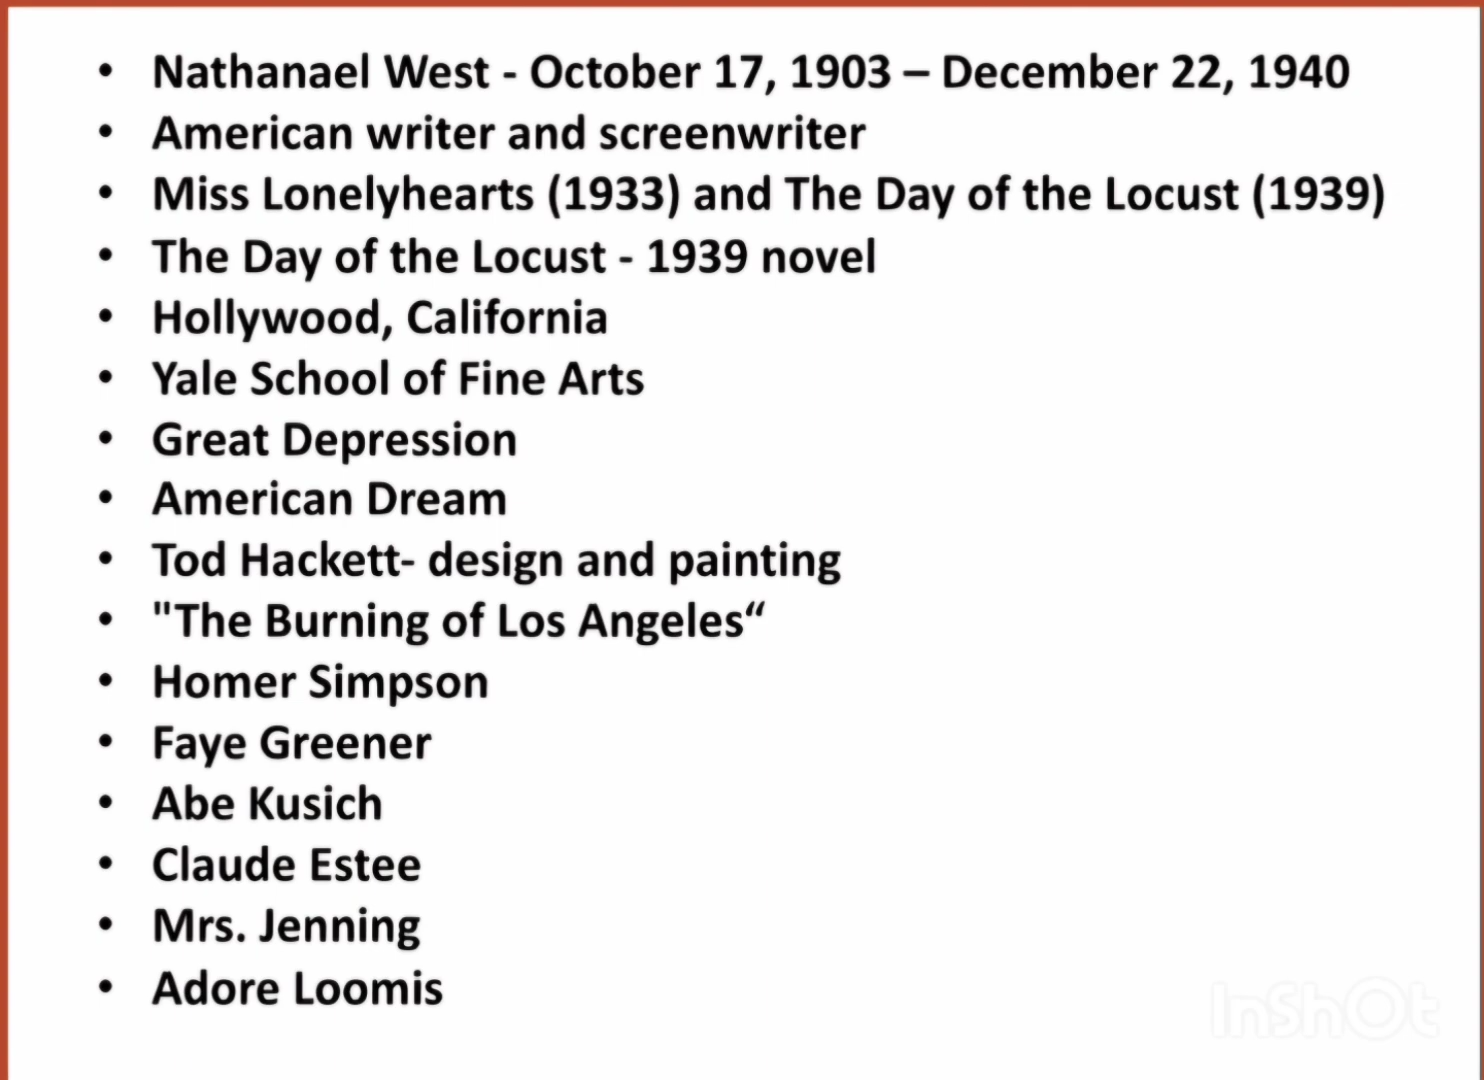 • Nathanael West - October 17, 1903 – December 22, 1940
• American writer and screenwriter
• Miss Lonelyhearts (1933) and The Day of the Locust (1939)
• The Day of the Locust - 1939 novel
• Hollywood, California
• Yale School of Fine Arts
• Great Depression
• American Dream
• Tod Hackett- design and painting
• "The Burning of Los Angeles“
• Homer Simpson
• Faye Greener
• Abe Kusich
• Claude Estee
• Mrs. Jenning
• Adore Loomis
InShOt